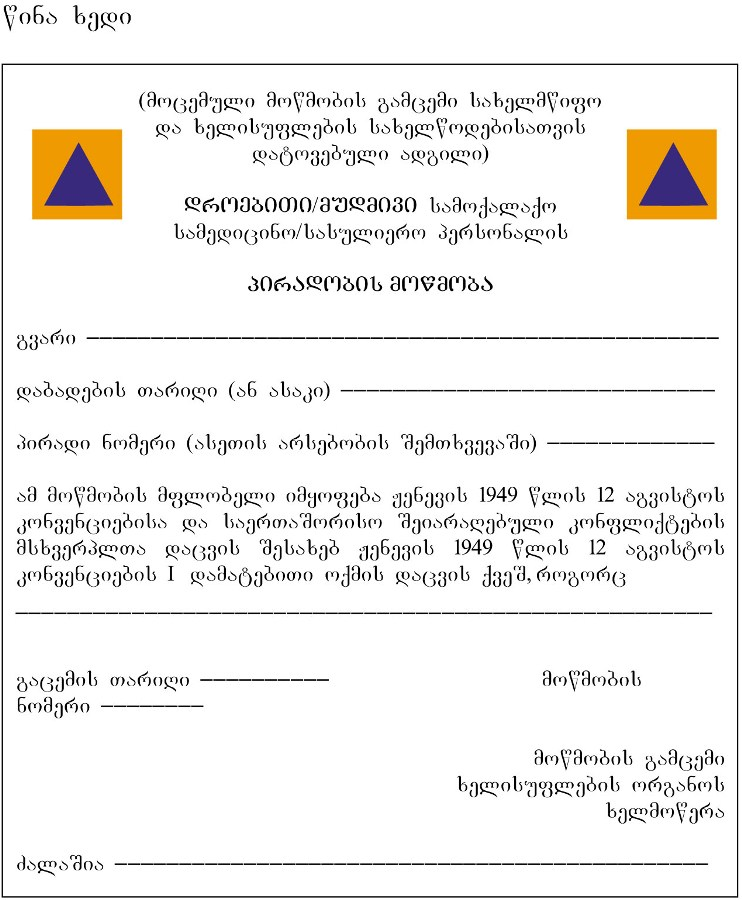 წინა ხედი
(მოცემული მოწმობის გამცემი სახელმწიფო
და ხელისუფლების სახელწოდებისათვის
დატოვებული ადგილი)
დროებითი/მუდმივი სამოქალაქო
სამედიცინო/სასულიერო პერსონალის
პირადობის მოწმობა
გვარი
დაბადების თარიღი (ან ასაკი)
პირადი ნომერი (ასეთის არსებობის შემთხვევაში)
ამ მოწმობის მფლობელი იმყოფება ჟენევის 1949 წლის 12 აგვისტოს
კონვენციებისა და საერთაშორისო შეიარაღებული კონფლიქტების
მსხვერპლთა დაცვის შესახებ ჟენევის 1949 წლის 12 აგვისტოს
კონვენციების I დამატებითი ოქმის დაცვის ქვეშ, როგორც
გაცემის თარიღი მოწმობის
ნომერი
მოწმობის გამცემი
ხელისუფლების ორგანოს
ხელმოწერა
ძალაშია